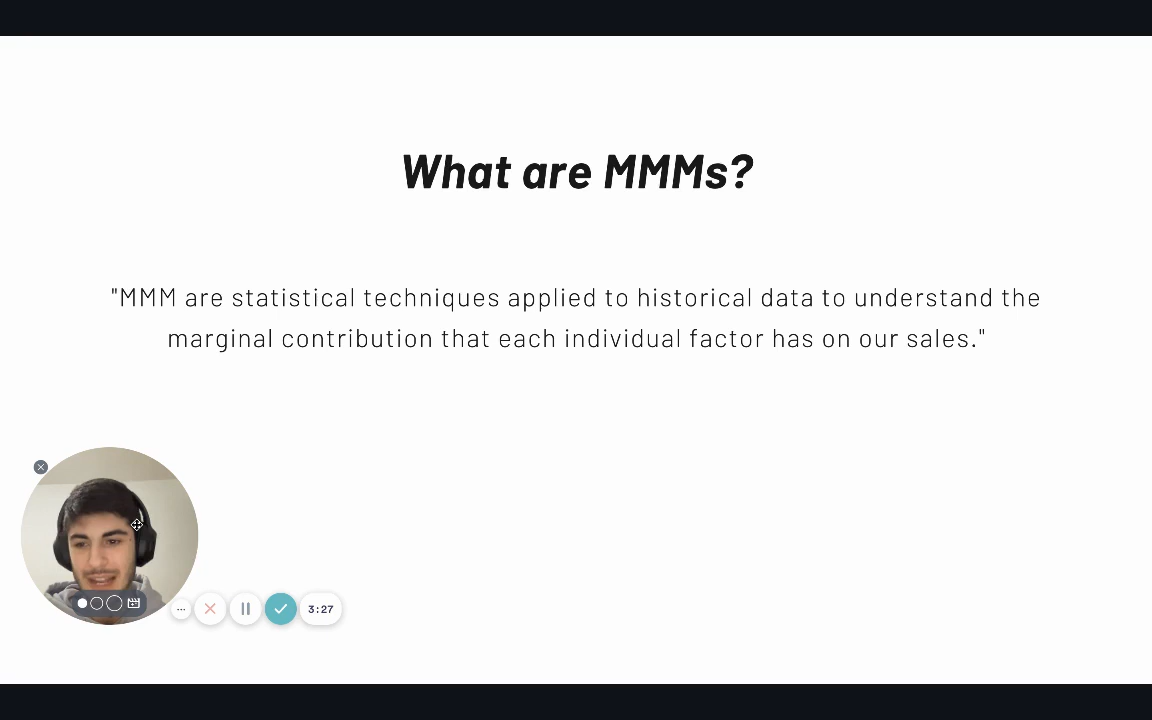 What are MMMs?
"MMM are statistical techniques applied to historical data to understand the
marginal contribution that each individual factor has on our sales."
3:27